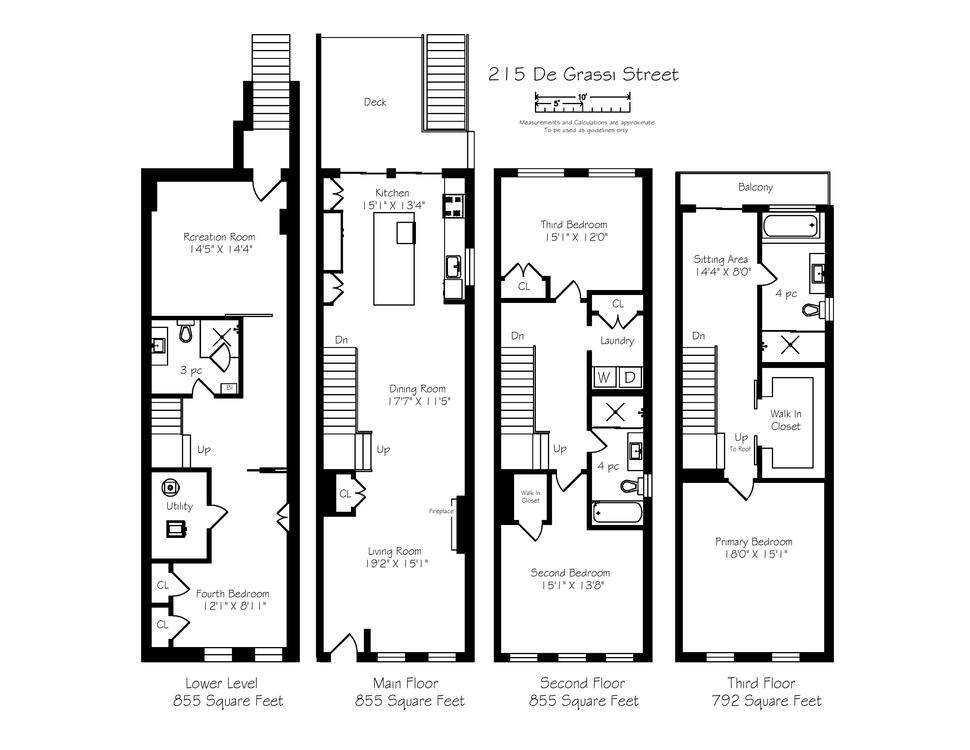 215 De Grassi Street
10'
5'
Measurements and Calculations are approximate
To be used as guidelines only
Rcreation Room
14'5" X 14'4"
3 pc
BI
Up
Utility
CL
Fourth Bedroom
12'1" X 8'11"
CL
Lower Level
855 Square Feet
Deck
Kitchen
15'1" X 13'4"
Dn
Dining Room
17'7" X 11'5"
Up
CL
Fireplace
Living Room
19'2" X 15'1"
Main Floor
855 Square Feet
Third Bedroom
15'1" X 12'0"
CL
CL
Dn
Laundry
W D
Up
4 pc
Walk In
Closet
Second Bedroom
15'1" X 13'8"
Second Floor
855 Square Feet
Balcony
Sitting Area
14'4" X 8'0"
4 pc
Dn
Walk In
Closet
Up
To Roof
Primary Bedroom
18'0" X 15'1"
Third Floor
792 Square Feet